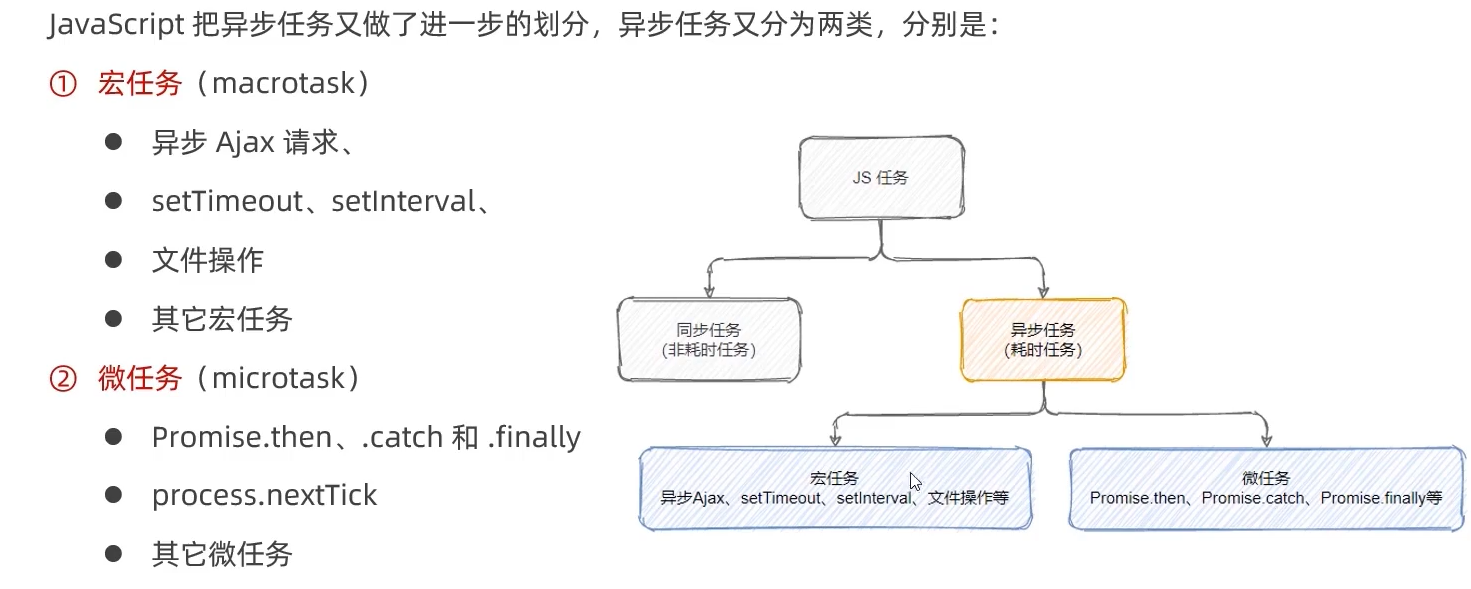 JavaScript 把异步任务又做了进一步的划分，异步任务又分为两类，分别是：
① 宏任务（macrotask）
● 异步 Ajax 请求、
● setTimeout、setInterval、
● 文件操作
● 其它宏任务
② 微任务（microtask）
● Promise.then、.catch 和 .finally
● process.nextTick
● 其它微任务
JS 任务
同步任务
(非耗时任务)
异步任务
(耗时任务)
宏任务
异步Ajax、setTimeout、setInterval、文件操作等
微任务
Promise.then、Promise.catch、Promise.finally等